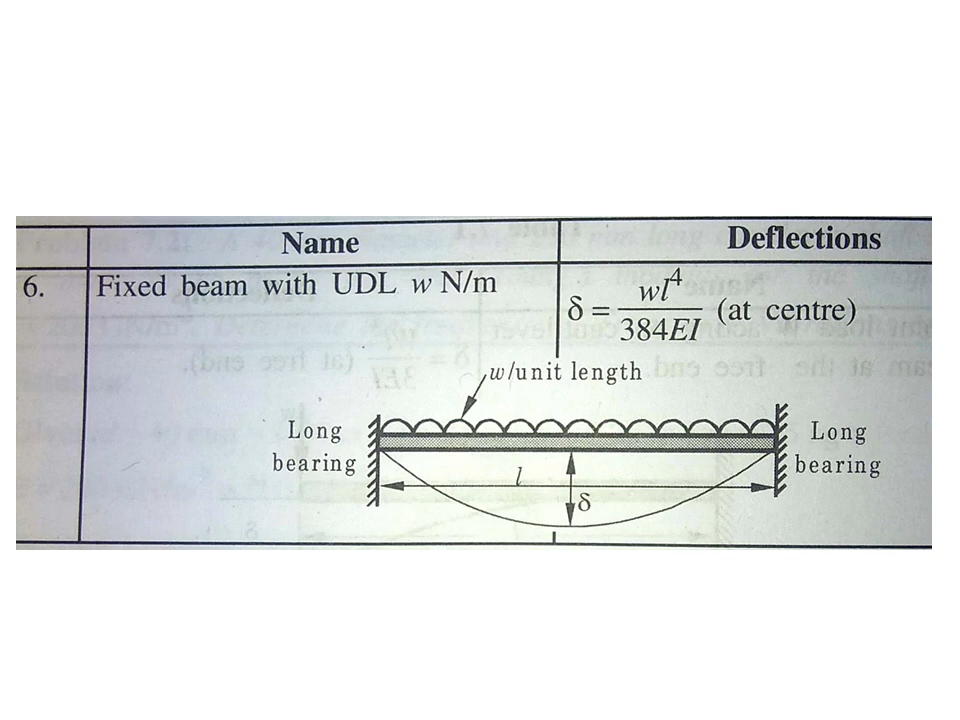 Name Deflections
6. Fixed beam with UDL w N/m δ = wl⁴/384EI (at centre)
w/unit length
Long bearing
l
δ
Long bearing